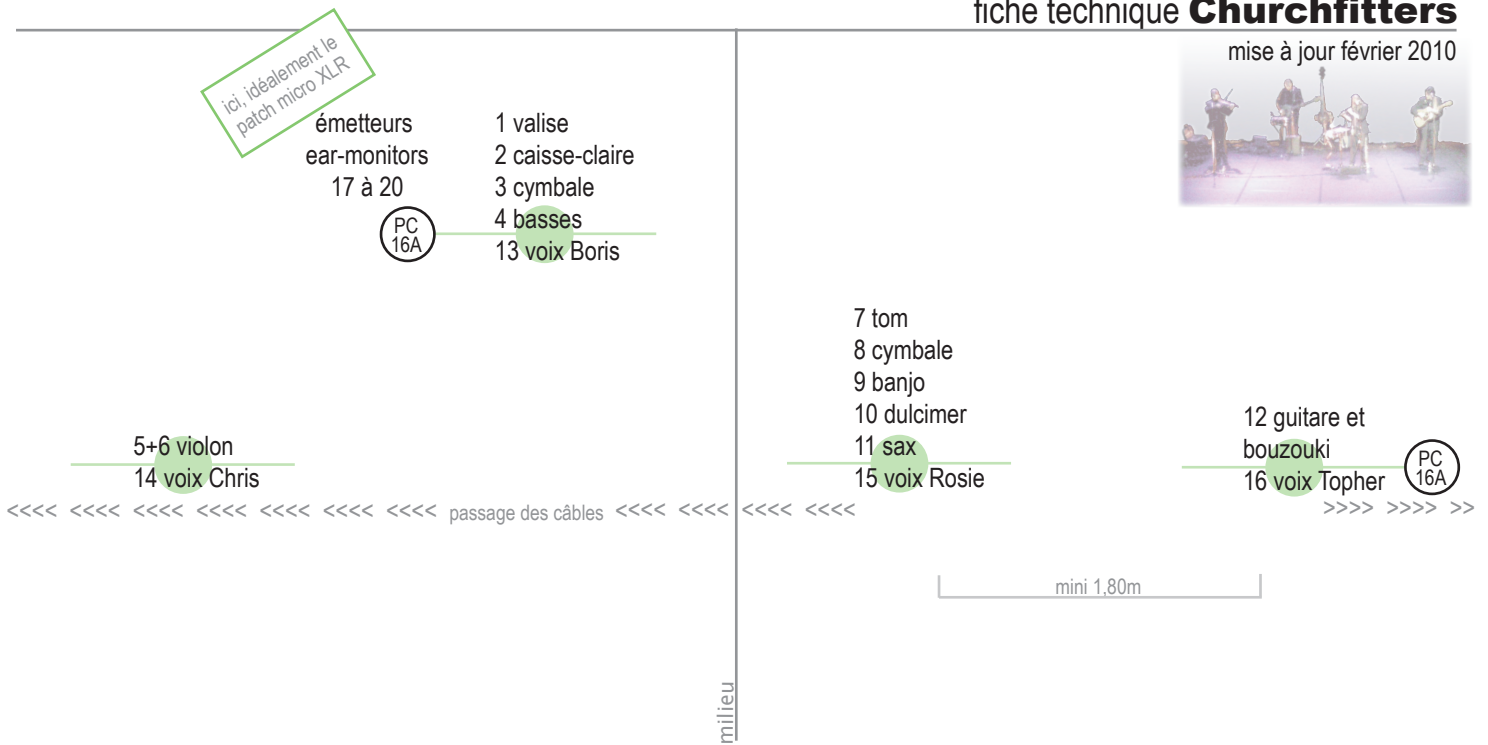 fiche technique Churchfitters
mise à jour février 2010
ici, idéalement le
patch micro XLR
émetteurs
ear-monitors
17 à 20
PC
16A
1 valise
2 caisse-claire
3 cymbale
4 basses
13 voix Boris
7 tom
8 cymbale
9 banjo
10 dulcimer
11 sax
15 voix Rosie
12 guitare et
bouzouki
16 voix Topher
PC
16A
5+6 violon
14 voix Chris
<<<< <<<< <<<< <<<< <<<< <<<< <<<< passage des câbles <<<< <<<< <<<< <<<<
>>>> >>>> >>
mini 1,80m
milieu